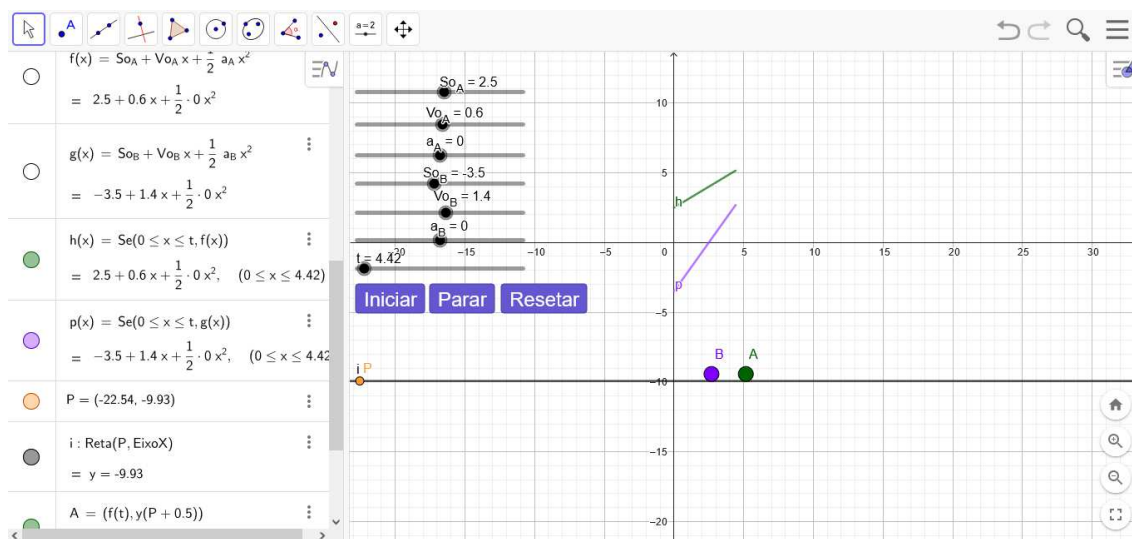 A
a=2
f(x) = So_A + Vo_A x + 1/2 a_A x²
= 2.5 + 0.6 x + 1/2 · 0 x²
g(x) = So_B + Vo_B x + 1/2 a_B x²
= −3.5 + 1.4 x + 1/2 · 0 x²
h(x) = Se(0 ≤ x ≤ t, f(x))
= 2.5 + 0.6 x + 1/2 · 0 x², (0 ≤ x ≤ 4.42)
p(x) = Se(0 ≤ x ≤ t, g(x))
= −3.5 + 1.4 x + 1/2 · 0 x², (0 ≤ x ≤ 4.42
P = (-22.54, -9.93)
i : Reta(P, EixoX)
= y = -9.93
A = (f(t), y(P + 0.5))
So_A = 2.5
Vo_A = 0.6
a_A = 0
So_B = -3.5
Vo_B = 1.4
a_B = 0
t = 4.42
Iniciar Parar Resetar
10
5
h
−20 −15 −10 −5 0 5 10 15 20 25 30
p
−5
B A
i P
−10
−15
−20